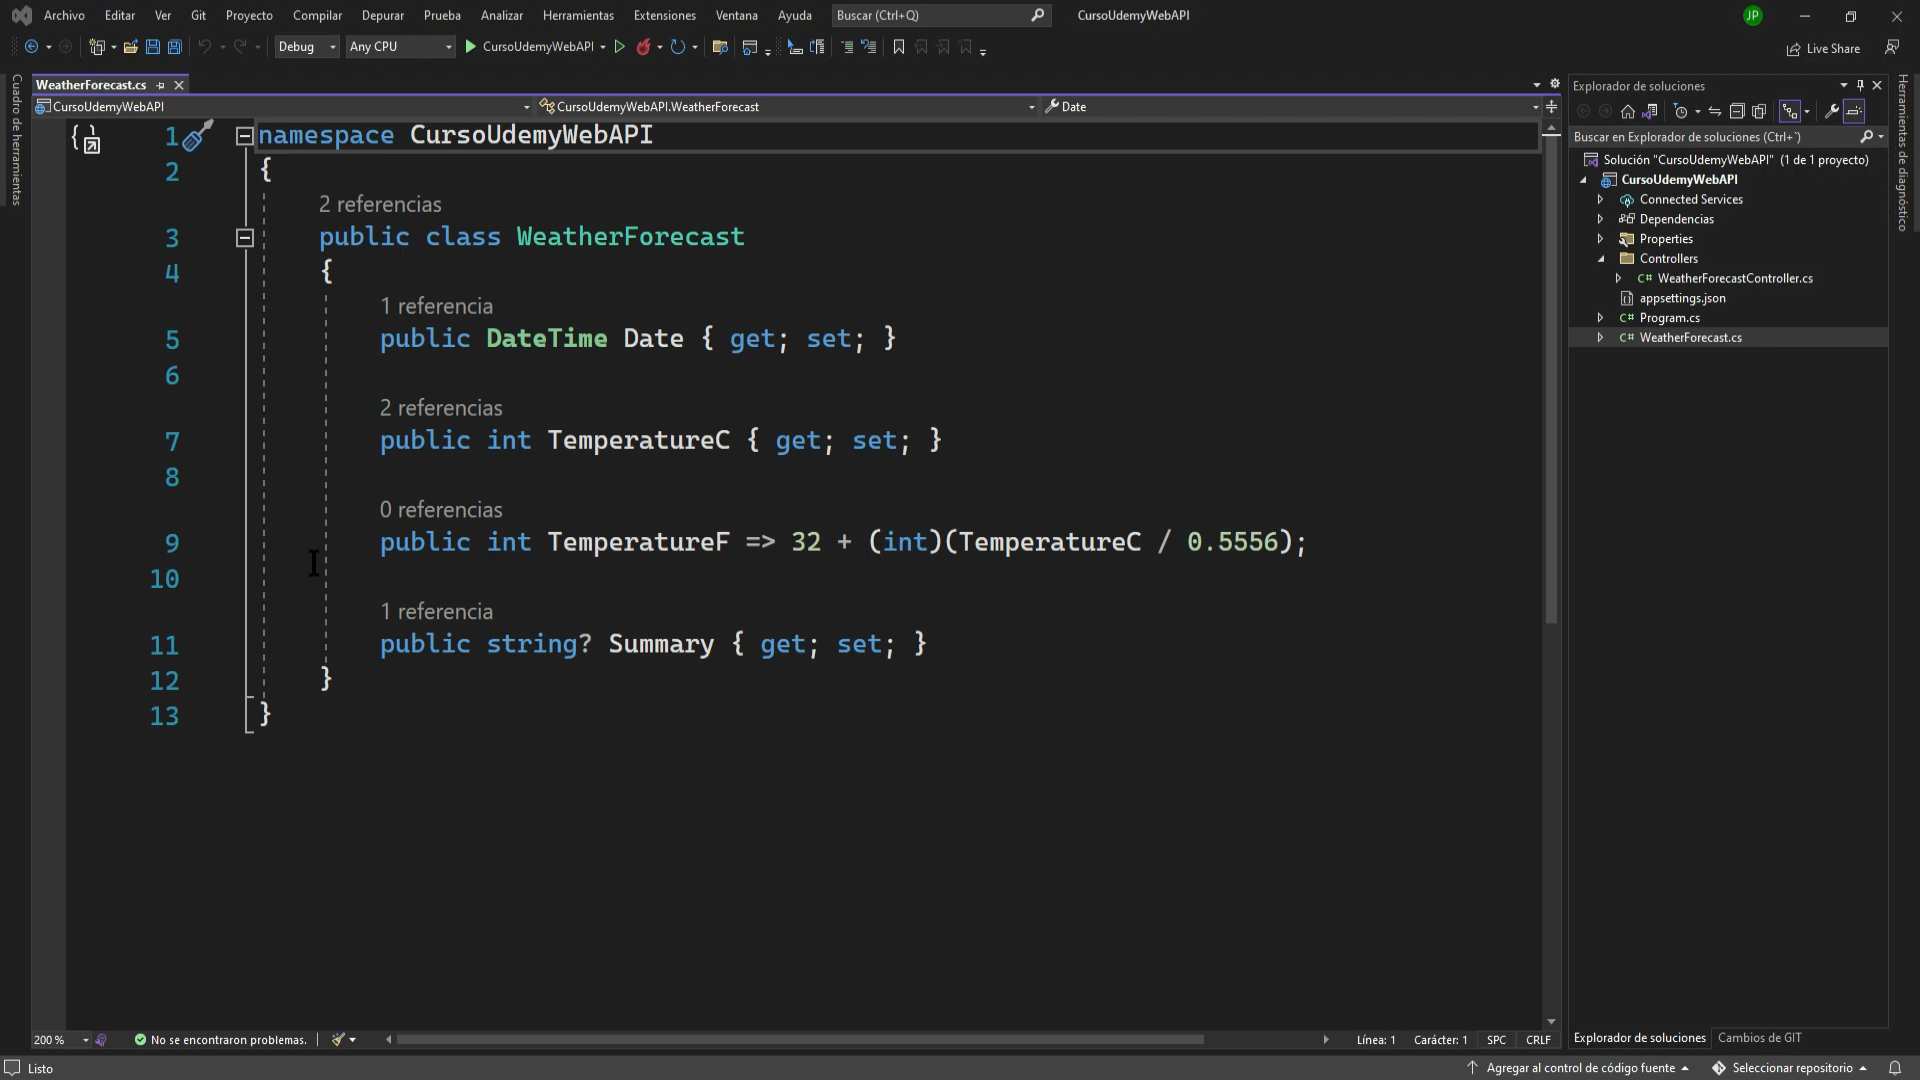 Archivo Editar Ver Git Proyecto Compilar Depurar Prueba Analizar Herramientas Extensiones Ventana Ayuda Buscar (Ctrl+Q) CursoUdemyWebAPI JP
Debug Any CPU CursoUdemyWebAPI Live Share
Cuadro de herramientas
WeatherForecast.cs
CursoUdemyWebAPI CursoUdemyWebAPI.WeatherForecast Date
1 namespace CursoUdemyWebAPI
2 {
2 referencias
3 public class WeatherForecast
4 {
1 referencia
5 public DateTime Date { get; set; }
6
2 referencias
7 public int TemperatureC { get; set; }
8
0 referencias
9 public int TemperatureF => 32 + (int)(TemperatureC / 0.5556);
10
1 referencia
11 public string? Summary { get; set; }
12 }
13 }
200 % No se encontraron problemas. Línea: 1 Carácter: 1 SPC CRLF
Explorador de soluciones
Buscar en Explorador de soluciones (Ctrl+`)
Solución "CursoUdemyWebAPI" (1 de 1 proyecto)
CursoUdemyWebAPI
Connected Services
Dependencias
Properties
Controllers
C# WeatherForecastController.cs
appsettings.json
C# Program.cs
C# WeatherForecast.cs
Explorador de soluciones Cambios de GIT
Herramientas de diagnóstico
Listo Agregar al control de código fuente Seleccionar repositorio